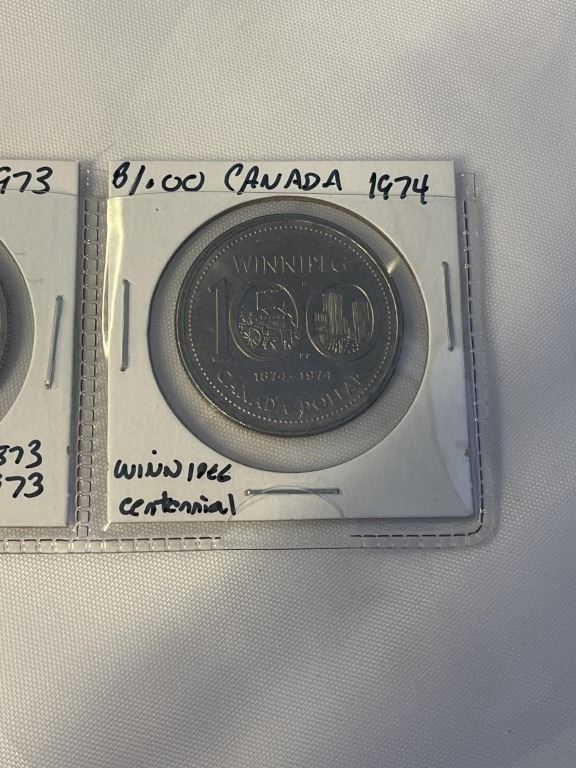 973
873
973
$1.00 CANADA 1974
WINNIPEG
100
1874-1974
CANADA DOLLAR
WINNIPEG
centennial